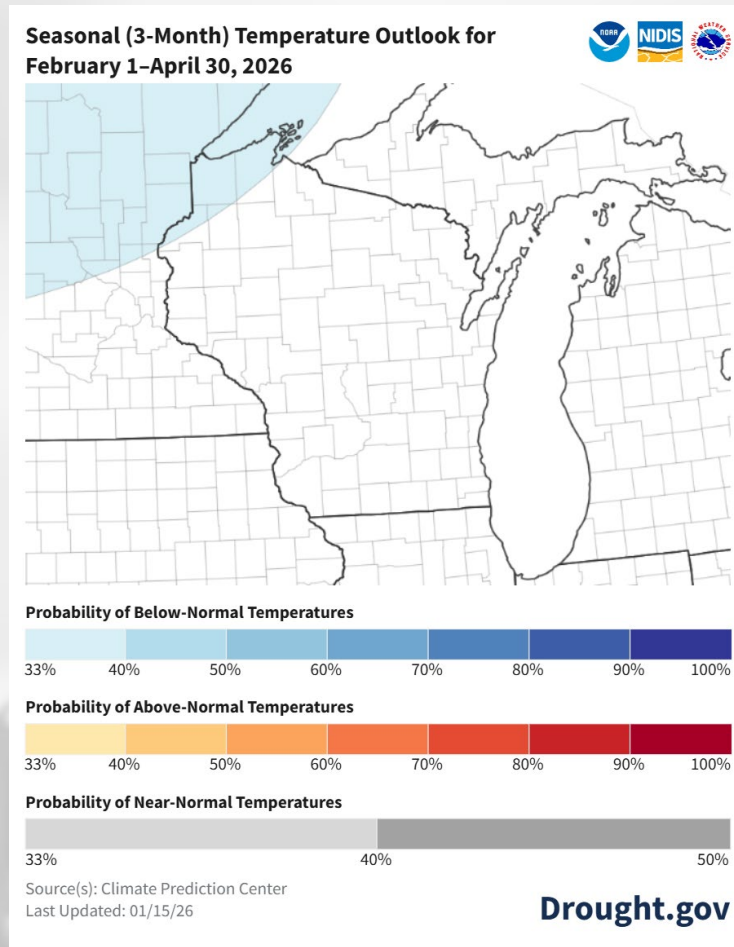 Seasonal (3-Month) Temperature Outlook for
February 1–April 30, 2026
NOAA
NIDIS
NATIONAL WEATHER SERVICE
Probability of Below-Normal Temperatures
33% 40% 50% 60% 70% 80% 90% 100%
Probability of Above-Normal Temperatures
33% 40% 50% 60% 70% 80% 90% 100%
Probability of Near-Normal Temperatures
33% 40% 50%
Source(s): Climate Prediction Center
Last Updated: 01/15/26
Drought.gov